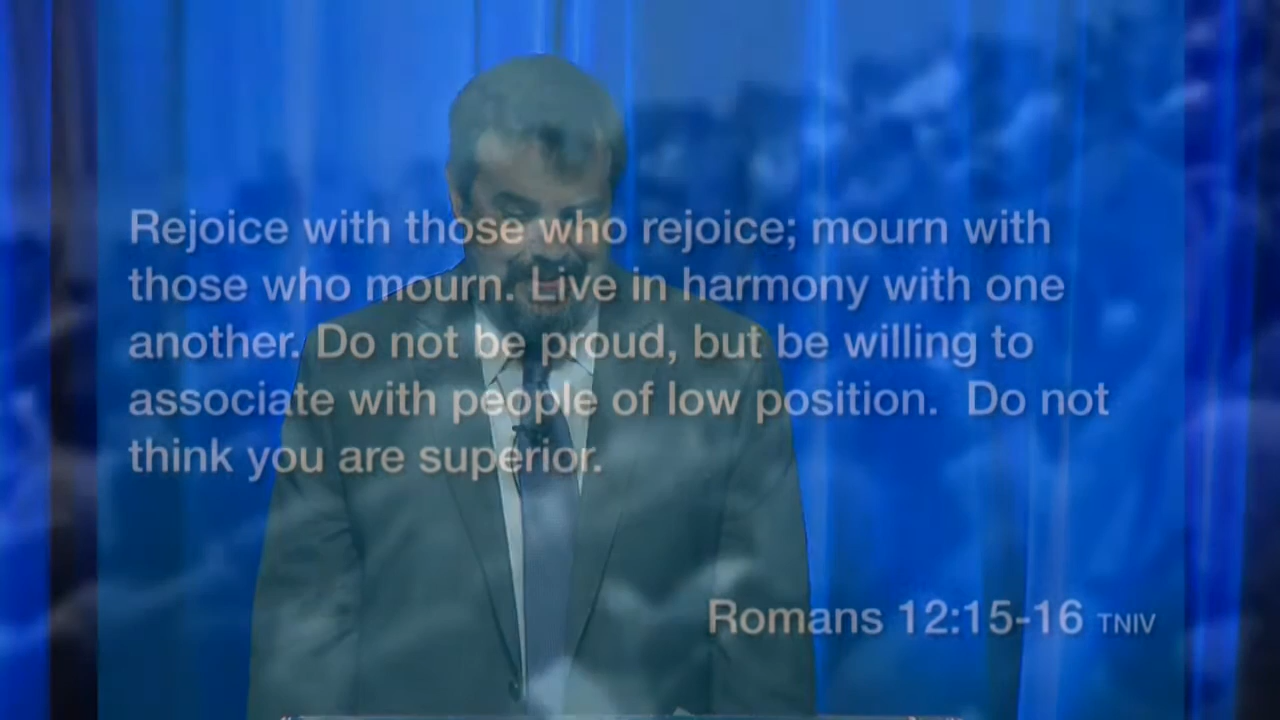 Rejoice with those who rejoice; mourn with
those who mourn. Live in harmony with one
another. Do not be proud, but be willing to
associate with people of low position.  Do not
think you are superior.
Romans 12:15-16 TNIV